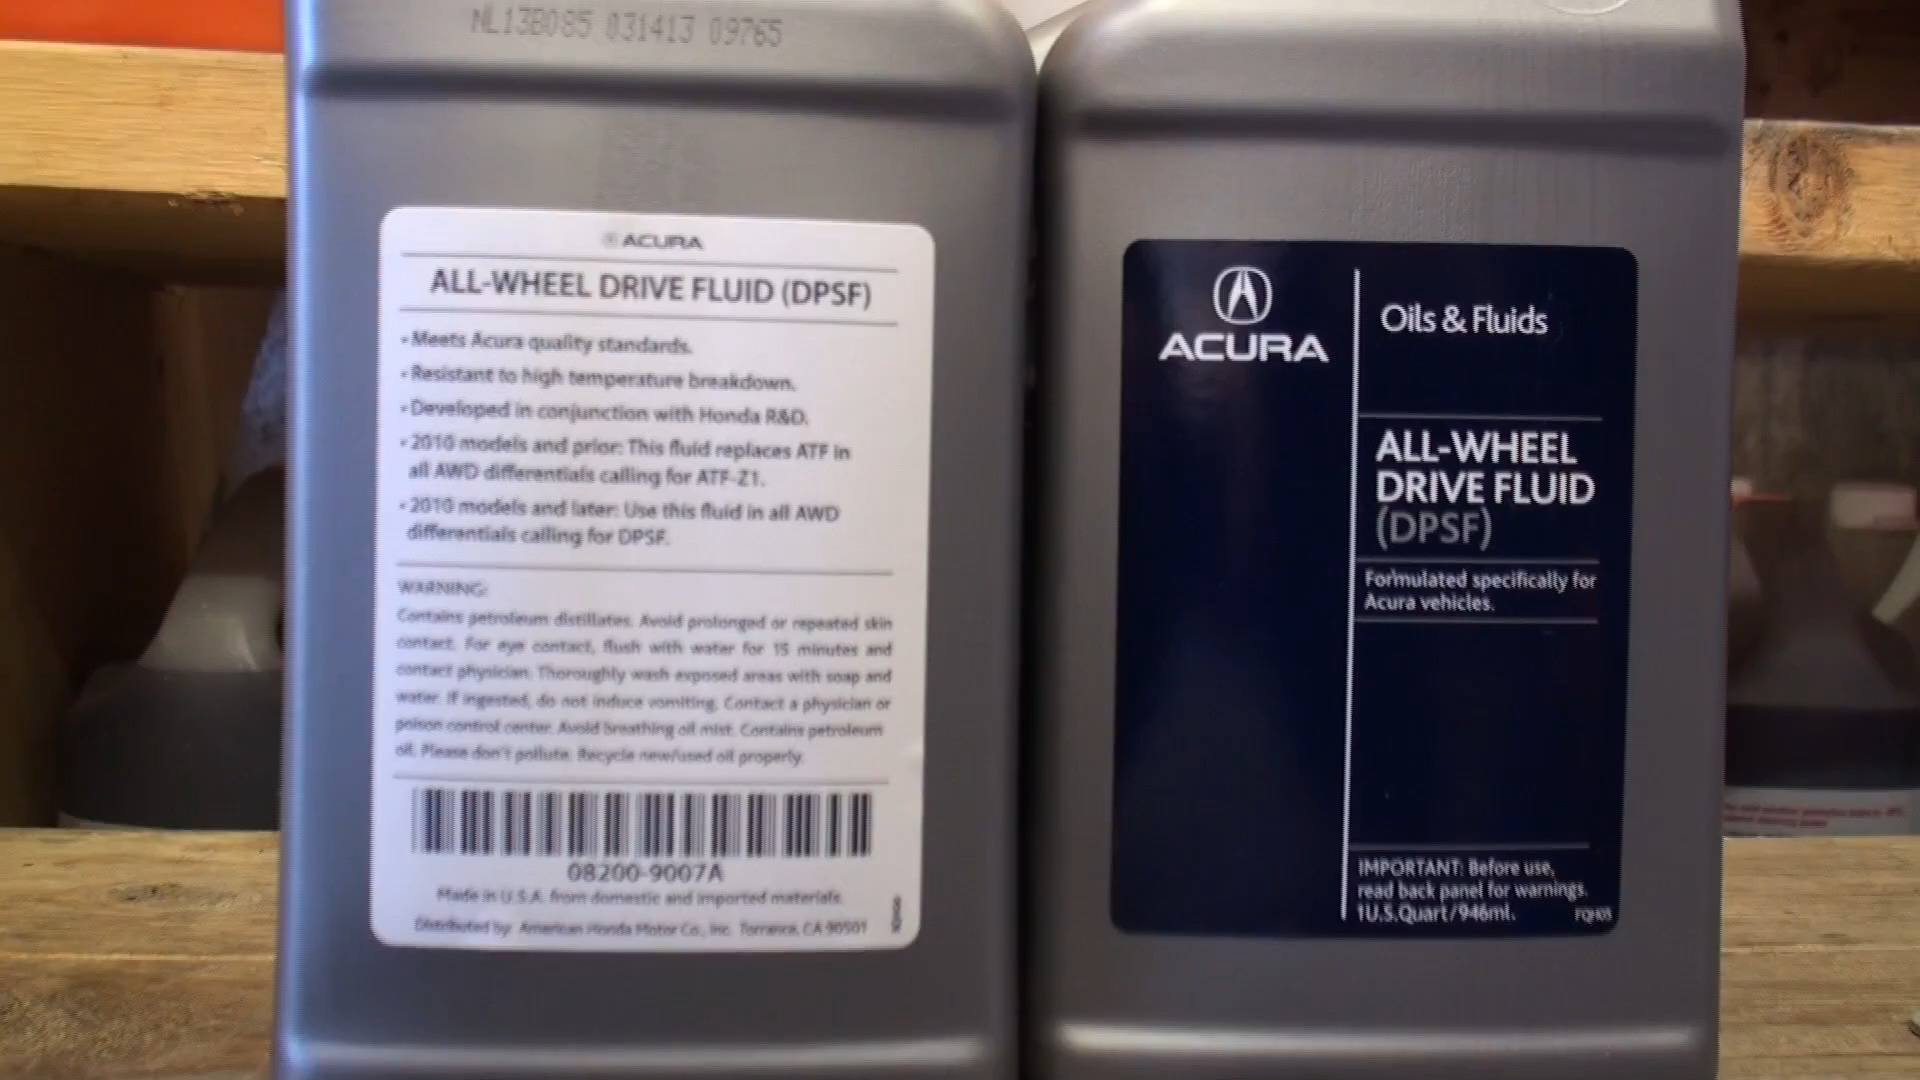 NL13B085 031413 09765
ACURA
ALL-WHEEL DRIVE FLUID (DPSF)
• Meets Acura quality standards.
• Resistant to high temperature breakdown.
• Developed in conjunction with Honda R&D.
• 2010 models and prior: This fluid replaces ATF in
all AWD differentials calling for ATF-Z1.
• 2010 models and later: Use this fluid in all AWD
differentials calling for DPSF.
WARNING:
Contains petroleum distillates. Avoid prolonged or repeated skin
contact. For eye contact, flush with water for 15 minutes and
contact physician. Thoroughly wash exposed areas with soap and
water. If ingested, do not induce vomiting. Contact a physician or
poison control center. Avoid breathing oil mist. Contains petroleum
oil. Please don't pollute. Recycle new/used oil properly.
08200-9007A
Made in U.S.A. from domestic and imported materials.
Distributed by: American Honda Motor Co., Inc. Torrance, CA 90501
ACURA
Oils & Fluids
ALL-WHEEL
DRIVE FLUID
(DPSF)
Formulated specifically for
Acura vehicles.
IMPORTANT: Before use,
read back panel for warnings.
1U.S.Quart/946ml.
FQH05